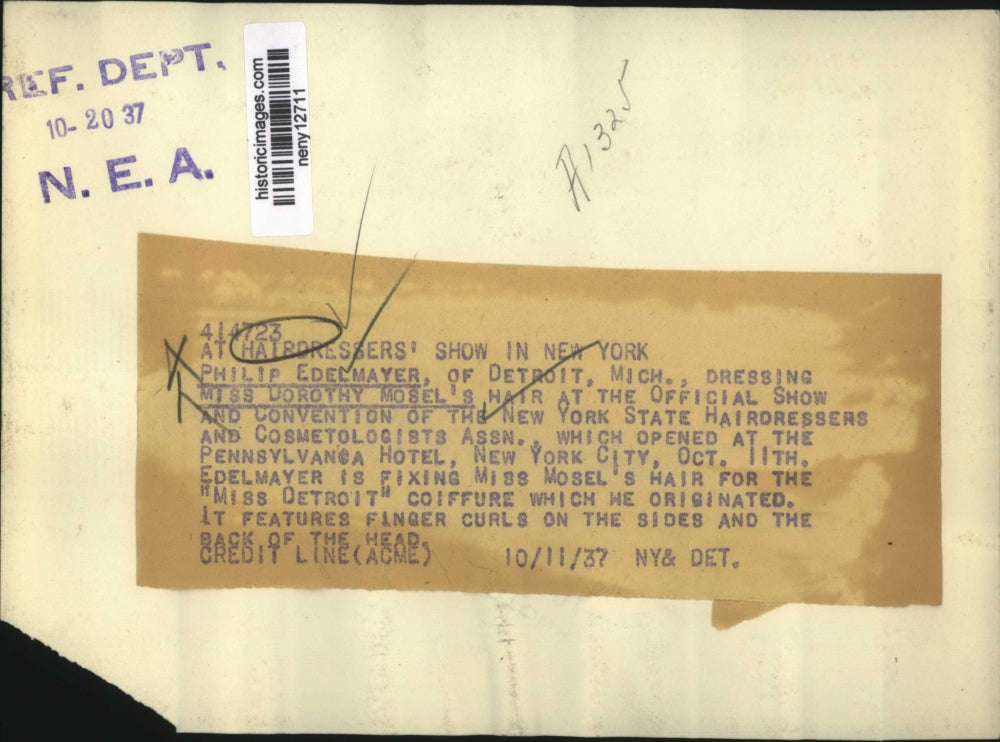 REF. DEPT.
10-20 37
N. E. A.
historicimages.com
neny12711
A1325
414723
AT HAIRDRESSERS' SHOW IN NEW YORK
PHILIP EDELMAYER, OF DETROIT, MICH., DRESSING
MISS DOROTHY MOSEL'S HAIR AT THE OFFICIAL SHOW
AND CONVENTION OF THE NEW YORK STATE HAIRDRESSERS
AND COSMETOLOGISTS ASSN., WHICH OPENED AT THE
PENNSYLVANIA HOTEL, NEW YORK CITY, OCT. 11TH.
EDELMAYER IS FIXING MISS MOSEL'S HAIR FOR THE
"MISS DETROIT" COIFFURE WHICH HE ORIGINATED.
IT FEATURES FINGER CURLS ON THE SIDES AND THE
BACK OF THE HEAD.
CREDIT LINE(ACME) 10/11/37 NY& DET.